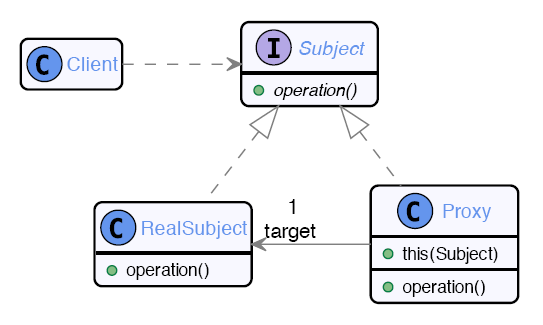 C Client
I Subject
operation()
C RealSubject
operation()
1
target
C Proxy
this(Subject)
operation()